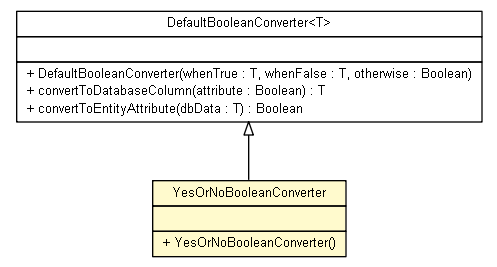 DefaultBooleanConverter<T>
+ DefaultBooleanConverter(whenTrue : T, whenFalse : T, otherwise : Boolean)
+ convertToDatabaseColumn(attribute : Boolean) : T
+ convertToEntityAttribute(dbData : T) : Boolean
YesOrNoBooleanConverter
+ YesOrNoBooleanConverter()